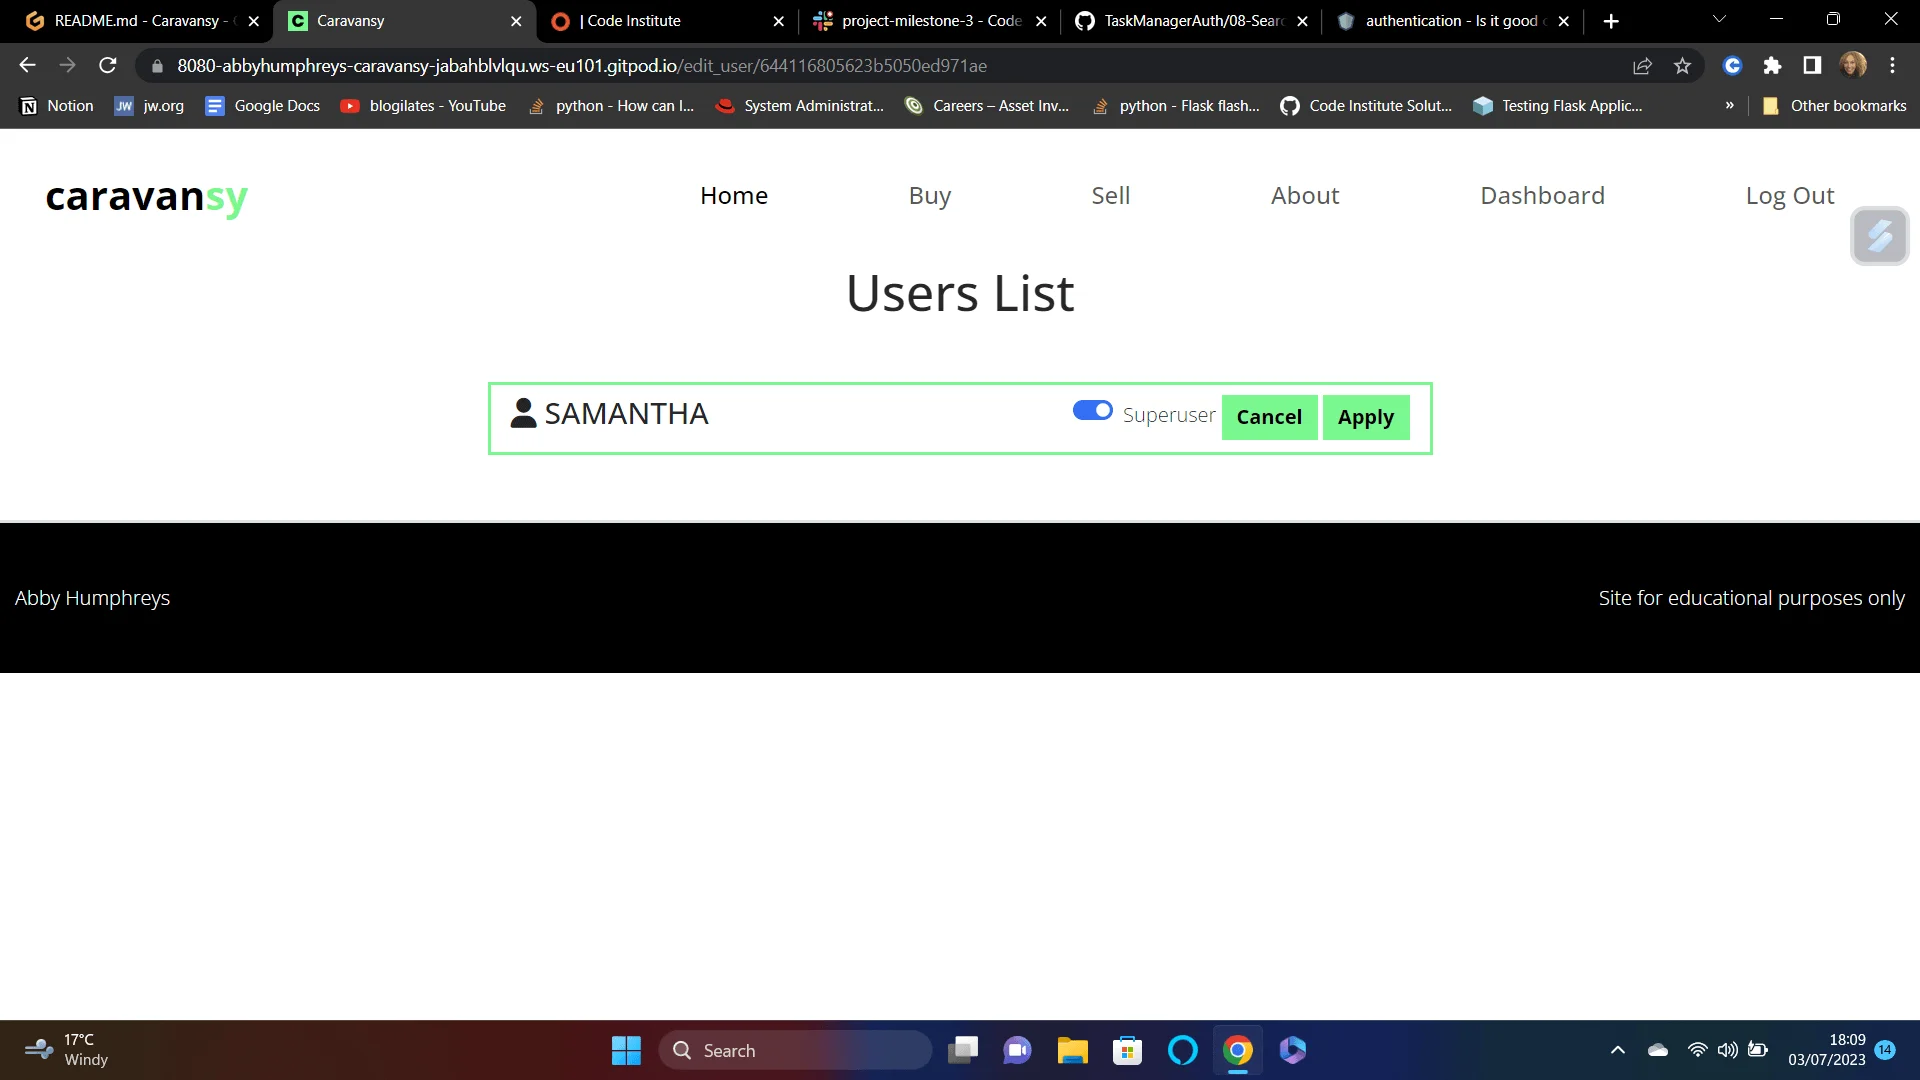 README.md - Caravansy -
Caravansy
| Code Institute
project-milestone-3 - Code
TaskManagerAuth/08-Sear
authentication - Is it good
8080-abbyhumphreys-caravansy-jabahblvlqu.ws-eu101.gitpod.io/edit_user/644116805623b5050ed971ae
Notion
JW
jw.org
Google Docs
blogilates - YouTube
python - How can I...
System Administrat...
Careers – Asset Inv...
python - Flask flash...
Code Institute Solut...
Testing Flask Applic...
»
Other bookmarks
caravansy
Home
Buy
Sell
About
Dashboard
Log Out
Users List
SAMANTHA
Superuser
Cancel
Apply
Abby Humphreys
Site for educational purposes only
17°C
Windy
Search
18:09
03/07/2023
14